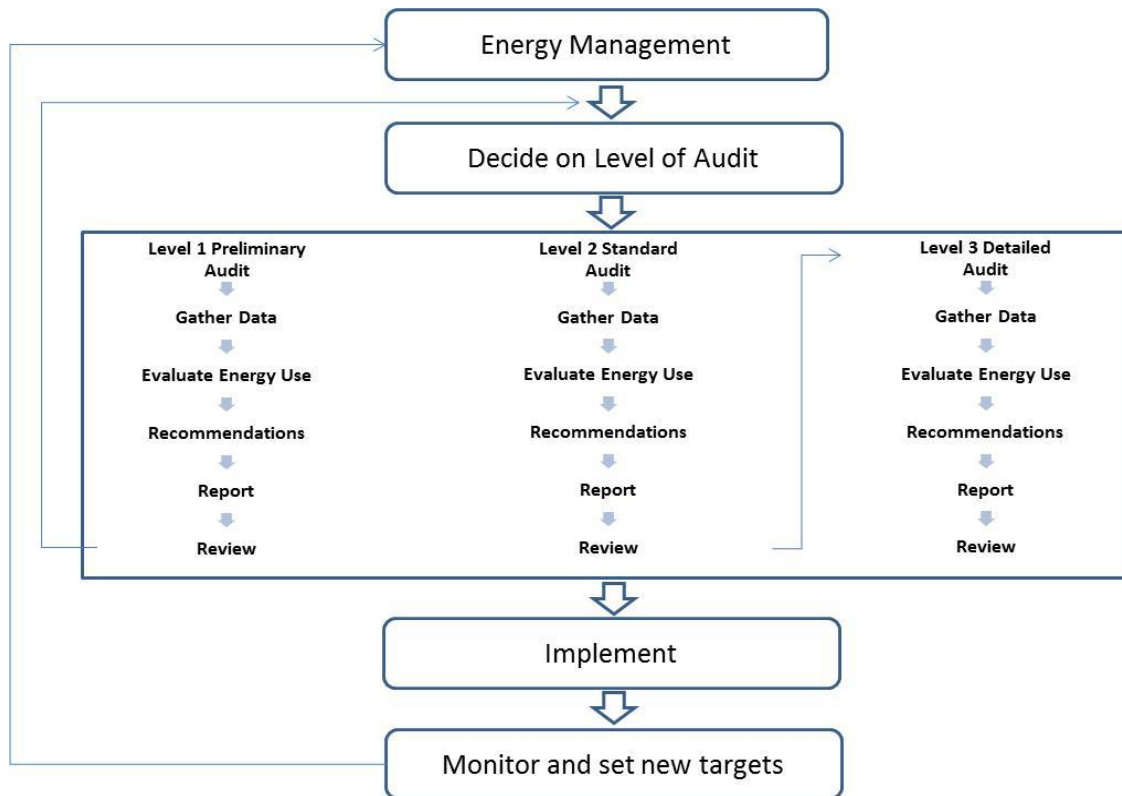 Energy Management
Decide on Level of Audit
Level 1 Preliminary
Audit
Gather Data
Evaluate Energy Use
Recommendations
Report
Review
Level 2 Standard
Audit
Gather Data
Evaluate Energy Use
Recommendations
Report
Review
Level 3 Detailed
Audit
Gather Data
Evaluate Energy Use
Recommendations
Report
Review
Implement
Monitor and set new targets